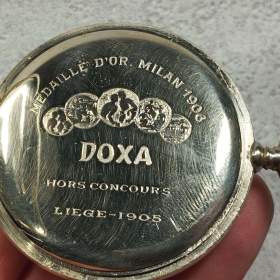 MEDAILLE D'OR. MILAN 1906
DOXA
HORS CONCOURS
LIEGE-1905